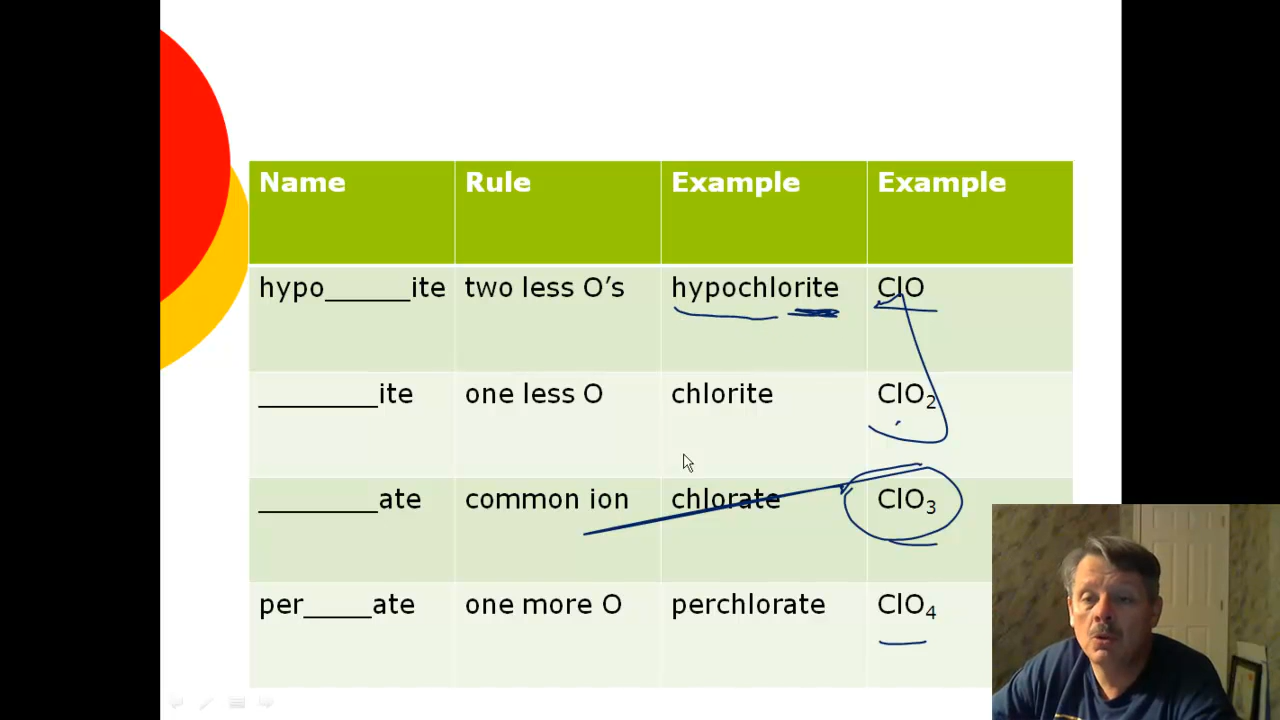 Name Rule Example Example
hypo______ite two less O’s hypochlorite ClO
_________ite one less O chlorite ClO₂
_________ate common ion chlorate ClO₃
per_____ate one more O perchlorate ClO₄